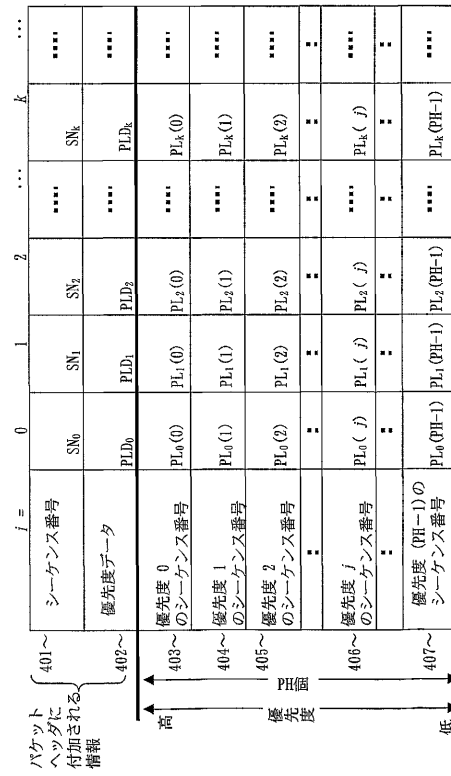 i = 0 1 2 ... k ...
パケットヘッダに付加される情報
401～ シーケンス番号 SN0 SN1 SN2 ▪▪▪▪ SNk ▪▪▪▪
402～ 優先度データ PLD0 PLD1 PLD2 ▪▪▪▪ PLDk ▪▪▪▪
高
優先度
低
PH個
403～ 優先度 0 のシーケンス番号 PL0(0) PL1(0) PL2(0) ▪▪▪▪ PLk(0) ▪▪▪▪
404～ 優先度 1 のシーケンス番号 PL0(1) PL1(1) PL2(1) ▪▪▪▪ PLk(1) ▪▪▪▪
405～ 優先度 2 のシーケンス番号 PL0(2) PL1(2) PL2(2) ▪▪▪▪ PLk(2) ▪▪▪▪
406～ 優先度 j のシーケンス番号 PL0( j) PL1( j) PL2( j) ▪▪▪▪ PLk( j) ▪▪▪▪
407～ 優先度 (PH−1) のシーケンス番号 PL0(PH-1) PL1(PH-1) PL2(PH-1) ▪▪▪▪ PLk(PH-1) ▪▪▪▪